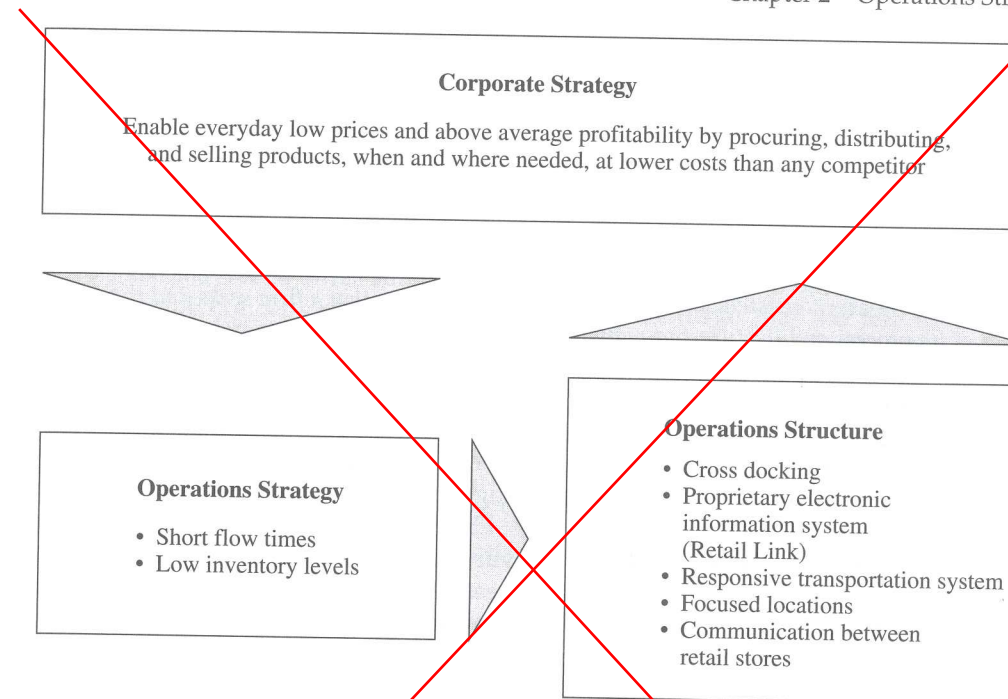 Chapter 2 Operations
Corporate Strategy
Enable everyday low prices and above average profitability by procuring, distributing,
and selling products, when and where needed, at lower costs than any competitor
Operations Strategy
• Short flow times
• Low inventory levels
Operations Structure
• Cross docking
• Proprietary electronic
information system
(Retail Link)
• Responsive transportation system
• Focused locations
• Communication between
retail stores